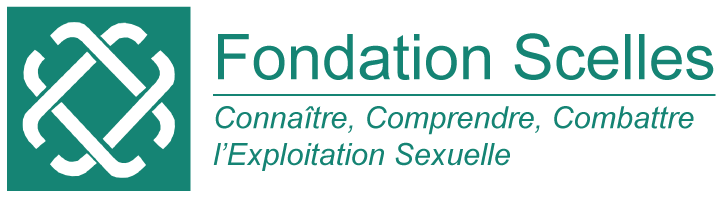 Fondation Scelles
Connaître, Comprendre, Combattre
l’Exploitation Sexuelle